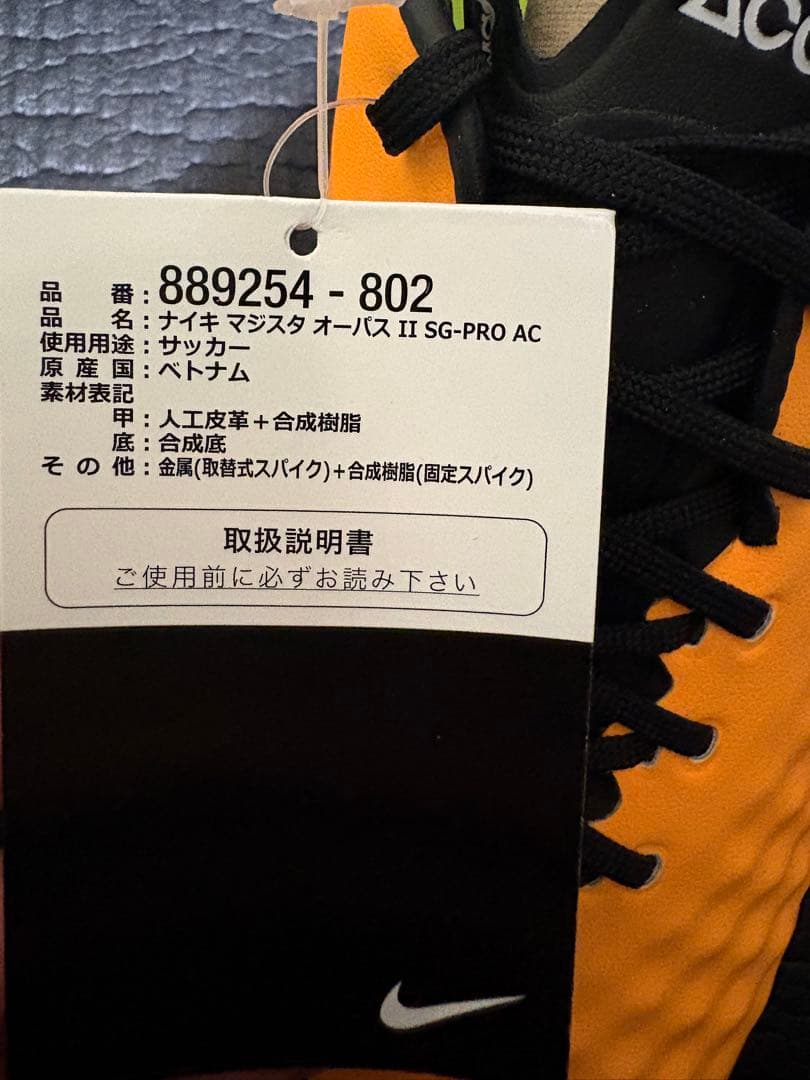 ACC
品番：889254 - 802
品名：ナイキ マジスタ オーパス II SG-PRO AC
使用用途：サッカー
原産国：ベトナム
素材表記
甲：人工皮革＋合成樹脂
底：合成底
その他：金属(取替式スパイク)＋合成樹脂(固定スパイク)
取扱説明書
ご使用前に必ずお読み下さい